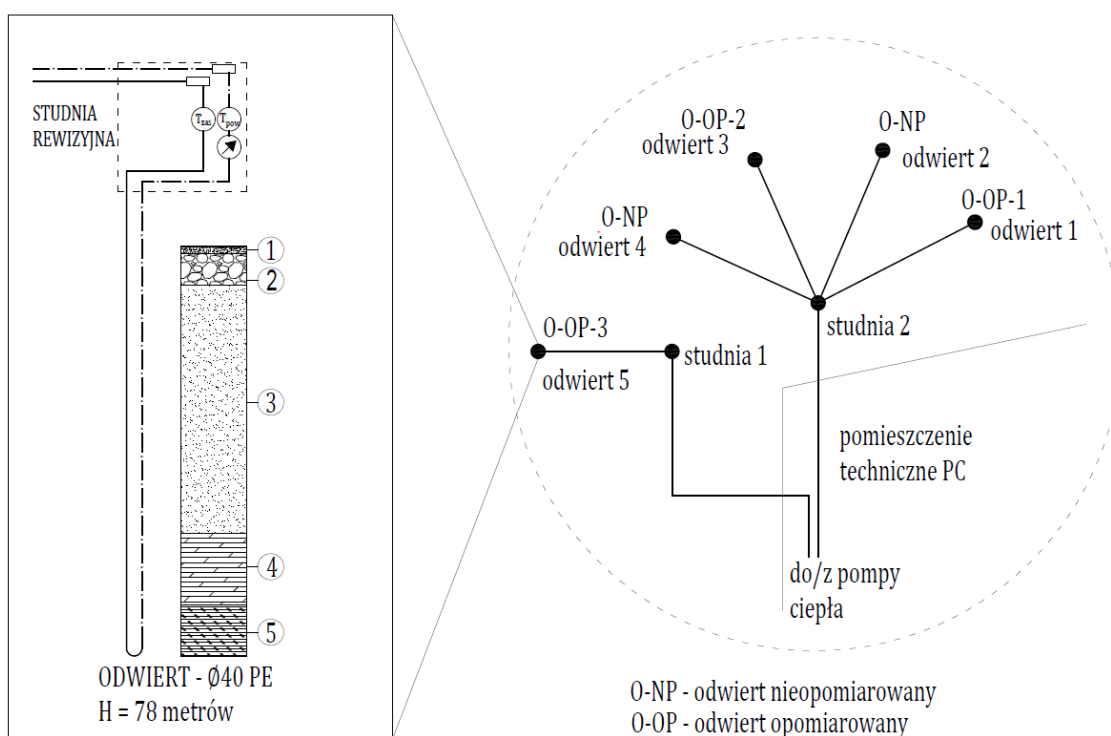 STUDNIA
REWIZYJNA
Tzas
Tpow
1
2
3
4
5
ODWIERT - Ø40 PE
H = 78 metrów
O-OP-2
odwiert 3
O-NP
odwiert 2
O-OP-1
odwiert 1
O-NP
odwiert 4
studnia 2
O-OP-3
odwiert 5
studnia 1
pomieszczenie
techniczne PC
do/z pompy
ciepła
O-NP - odwiert nieopomiarowany
O-OP - odwiert opomiarowany